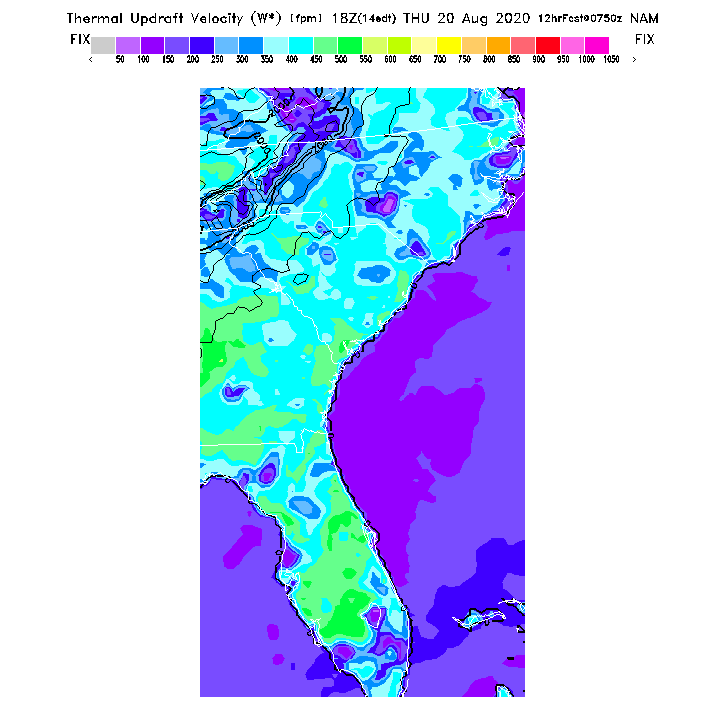 Thermal Updraft Velocity (W*) [fpm] 18Z(14edt) THU 20 Aug 2020 12hrFcst@0750z NAM
FIX FIX
< 50 100 150 200 250 300 350 400 450 500 550 600 650 700 750 800 850 900 950 1000 1050 >
2000